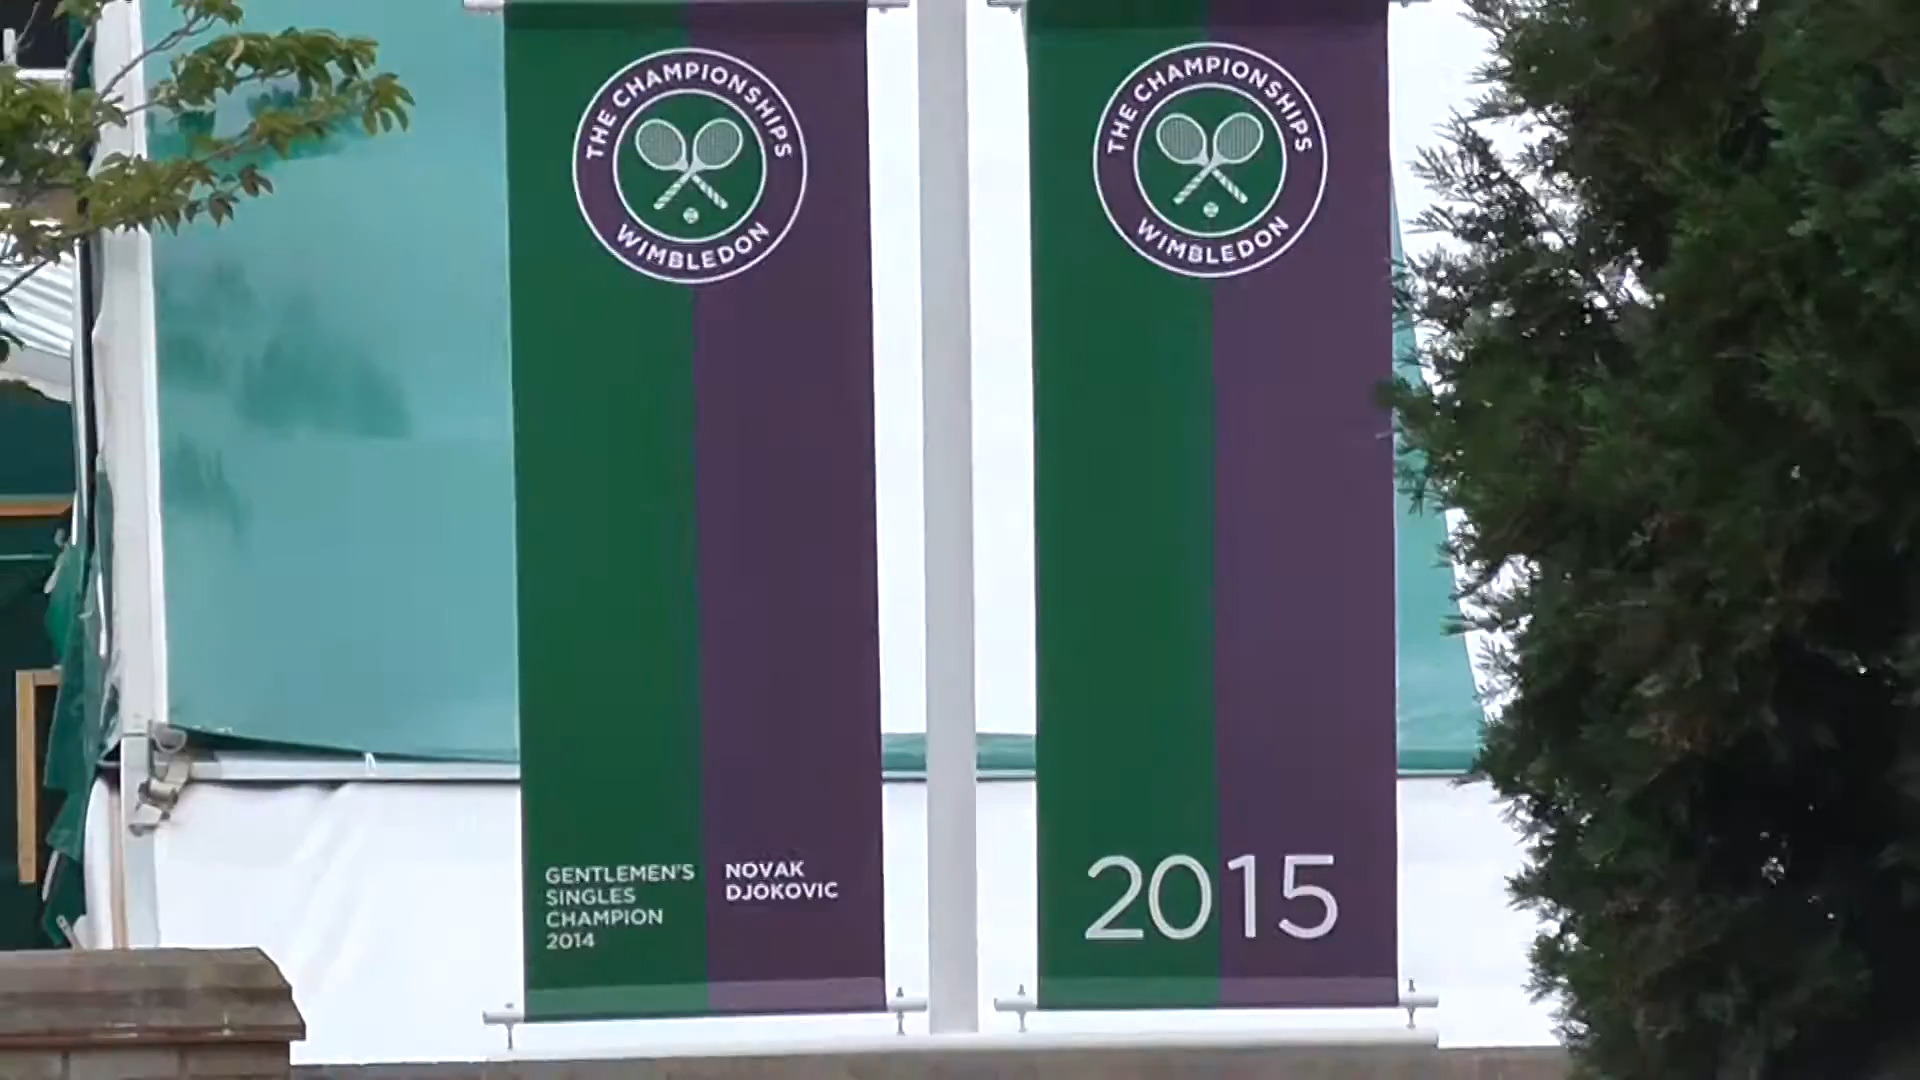 THE CHAMPIONSHIPS
WIMBLEDON
GENTLEMEN'S
SINGLES
CHAMPION
2014
NOVAK
DJOKOVIC
THE CHAMPIONSHIPS
WIMBLEDON
2015